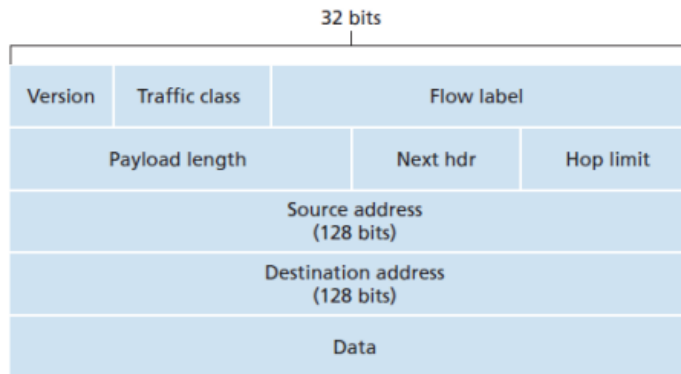 32 bits
Version Traffic class Flow label
Payload length Next hdr Hop limit
Source address
(128 bits)
Destination address
(128 bits)
Data